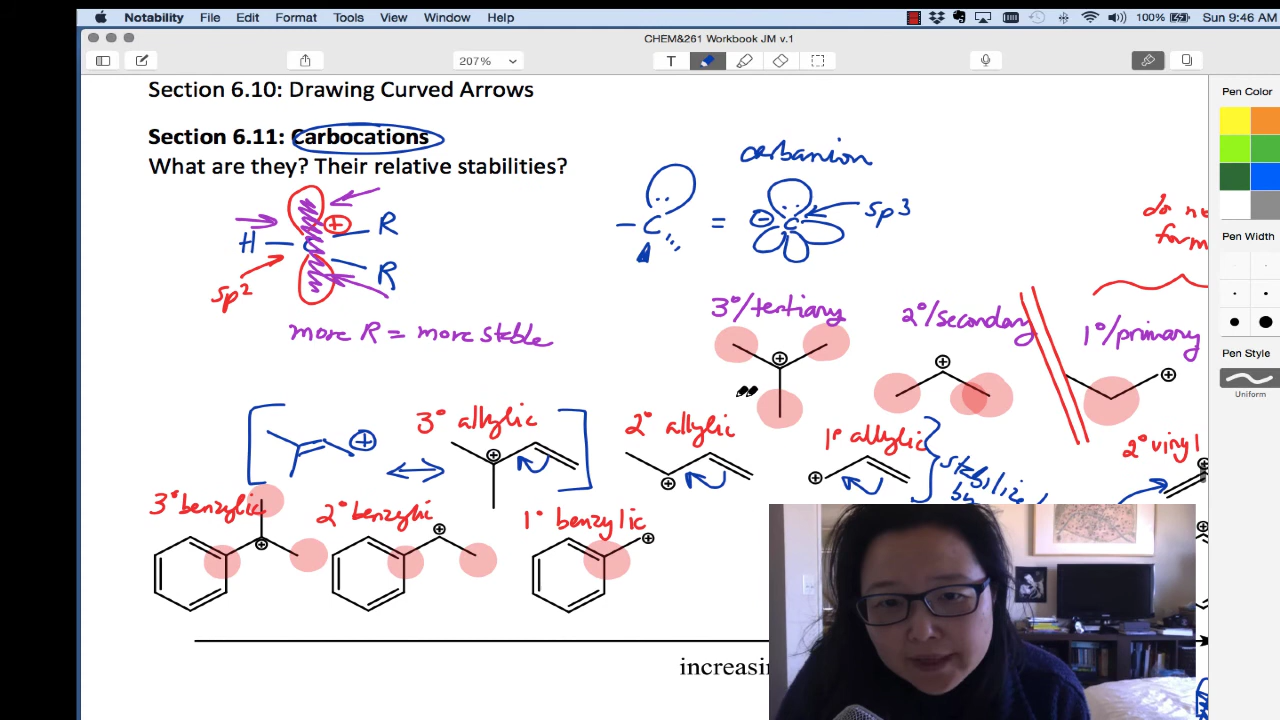 Notability File Edit Format Tools View Window Help 100% Sun 9:46 AM
CHEM&261 Workbook JM v.1
207% T
Section 6.10: Drawing Curved Arrows
Section 6.11: Carbocations
What are they? Their relative stabilities?
carbanion
H C R
R
sp2
C = C
sp3
more R = more stable
3°/tertiary 2°/secondary 1°/primary
3° allylic 2° allylic 1° allylic 2° vinyl
stabilized
by
3° benzylic 2° benzylic 1° benzylic
Pen Color
Pen Width
Pen Style
Uniform